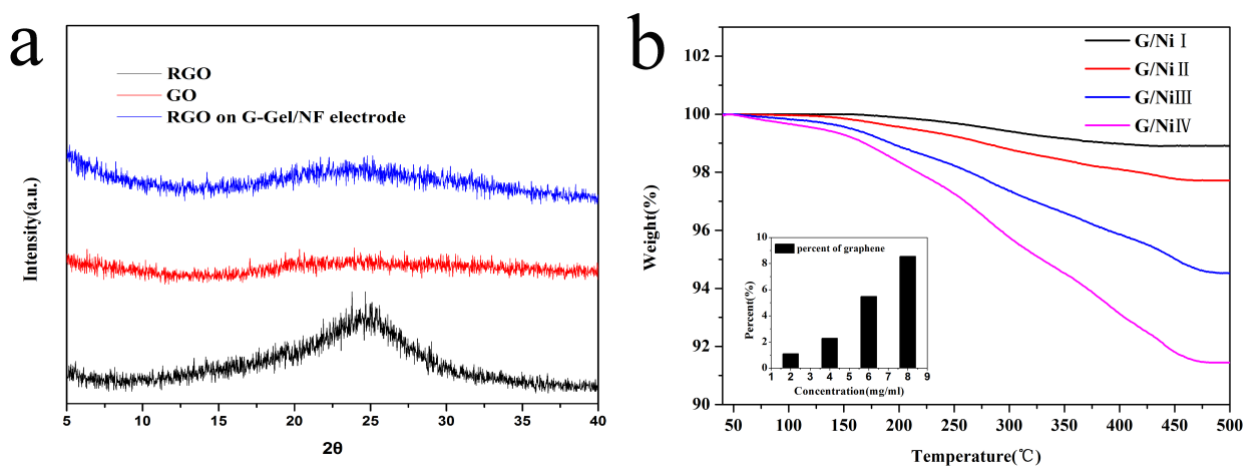 a
RGO
GO
RGO on G-Gel/NF electrode
Intensity(a.u.)
5 10 15 20 25 30 35 40
2θ
b
G/Ni Ⅰ
G/Ni Ⅱ
G/NiⅢ
G/NiⅣ
102
100
98
96
94
92
90
Weight(%)
50 100 150 200 250 300 350 400 450 500
Temperature(℃)
percent of graphene
10
8
6
4
2
0
Percent(%)
1 2 3 4 5 6 7 8 9
Concentration(mg/ml)